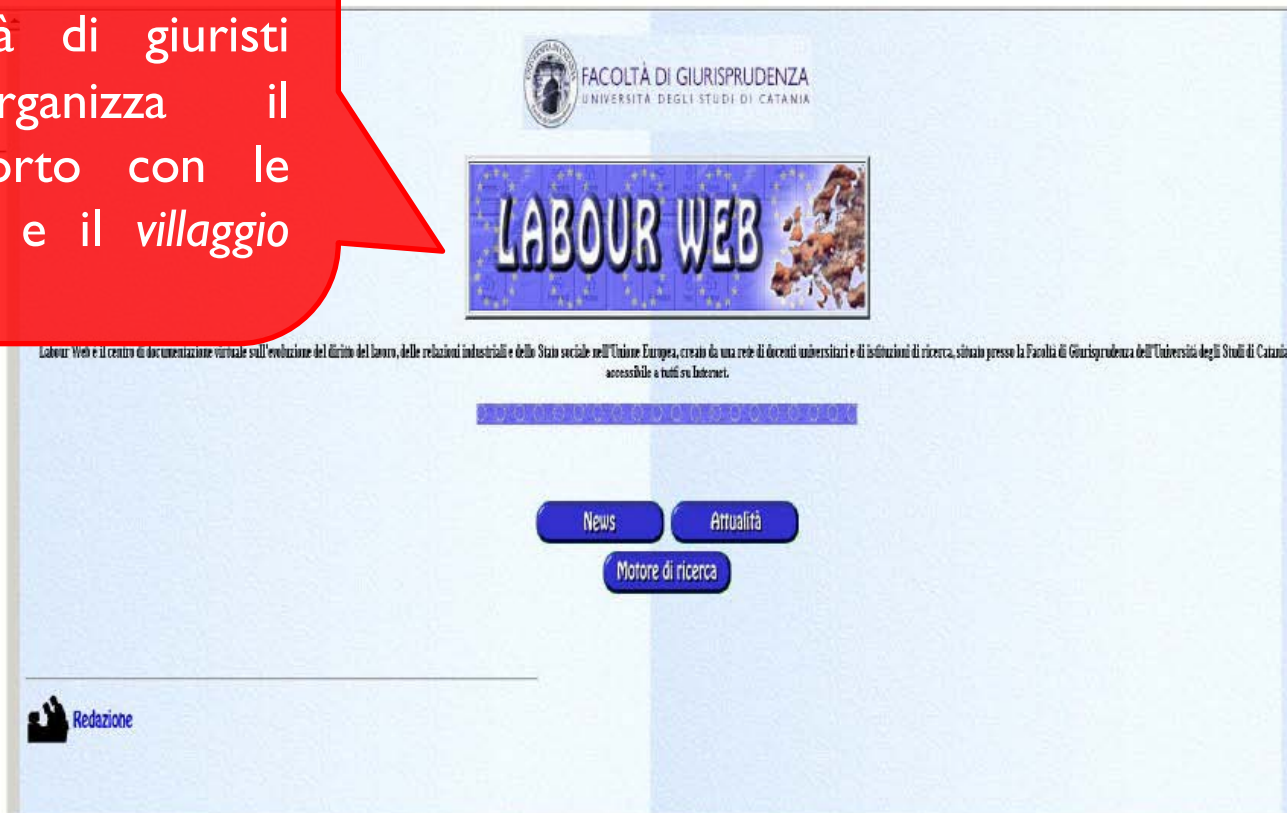 à di giuristi
rganizza il
orto con le
e il villaggio
FACOLTÀ DI GIURISPRUDENZA
UNIVERSITÀ DEGLI STUDI DI CATANIA
LABOUR WEB
Labour Web è il centro di documentazione virtuale sull'evoluzione del diritto del lavoro, delle relazioni industriali e dello Stato sociale nell'Unione Europea, creato da una rete di docenti universitari e di istituzioni di ricerca, situato presso la Facoltà di Giurisprudenza dell'Università degli Studi di Catania
accessibile a tutti su Internet.
News Attualità
Motore di ricerca
Redazione